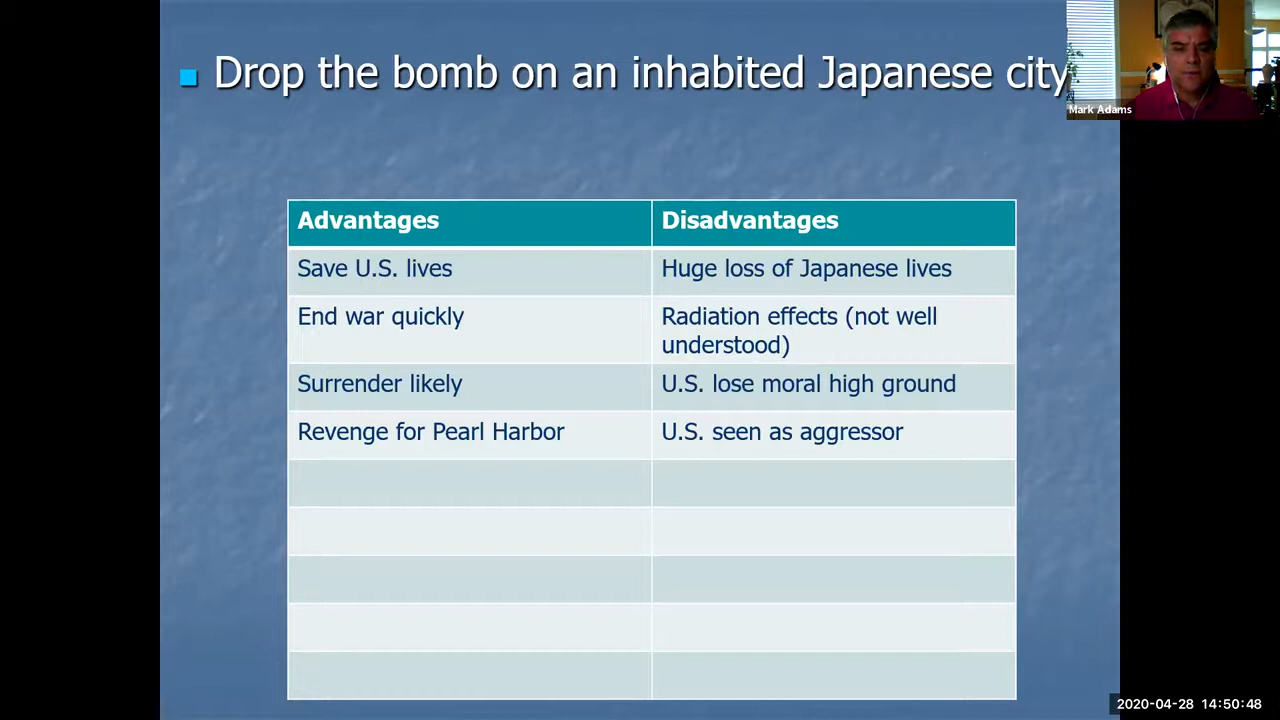 Drop the bomb on an inhabited Japanese city
Mark Adams
Advantages
Disadvantages
Save U.S. lives
Huge loss of Japanese lives
End war quickly
Radiation effects (not well
understood)
Surrender likely
U.S. lose moral high ground
Revenge for Pearl Harbor
U.S. seen as aggressor
2020-04-28 14:50:48